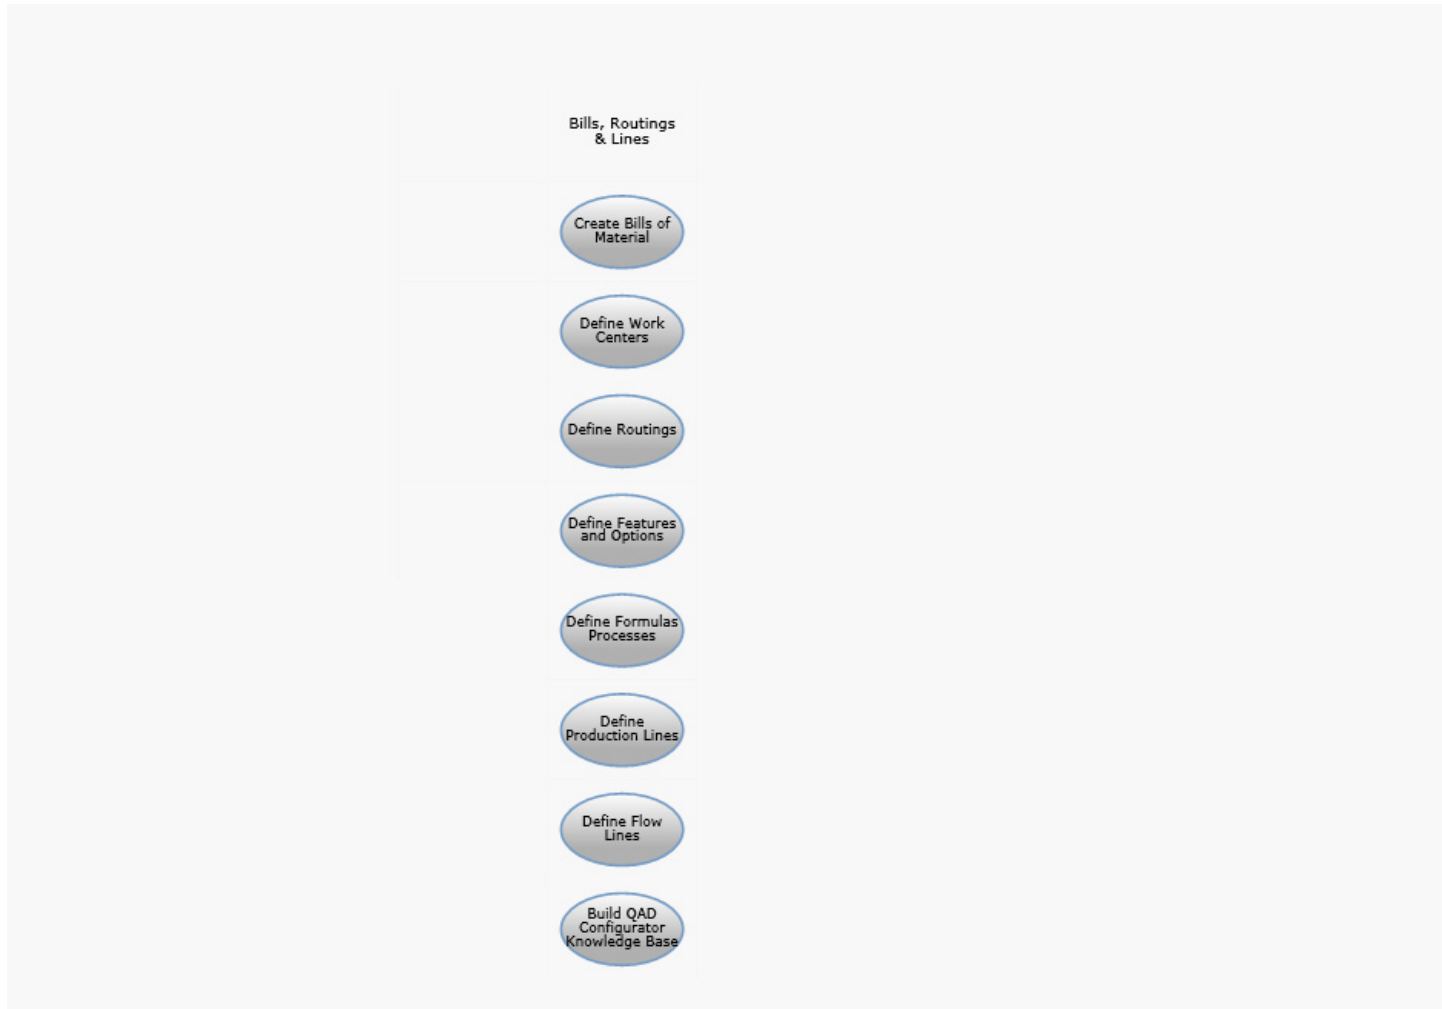 Bills, Routings
& Lines
Create Bills of
Material
Define Work
Centers
Define Routings
Define Features
and Options
Define Formulas
Processes
Define
Production Lines
Define Flow
Lines
Build QAD
Configurator
Knowledge Base